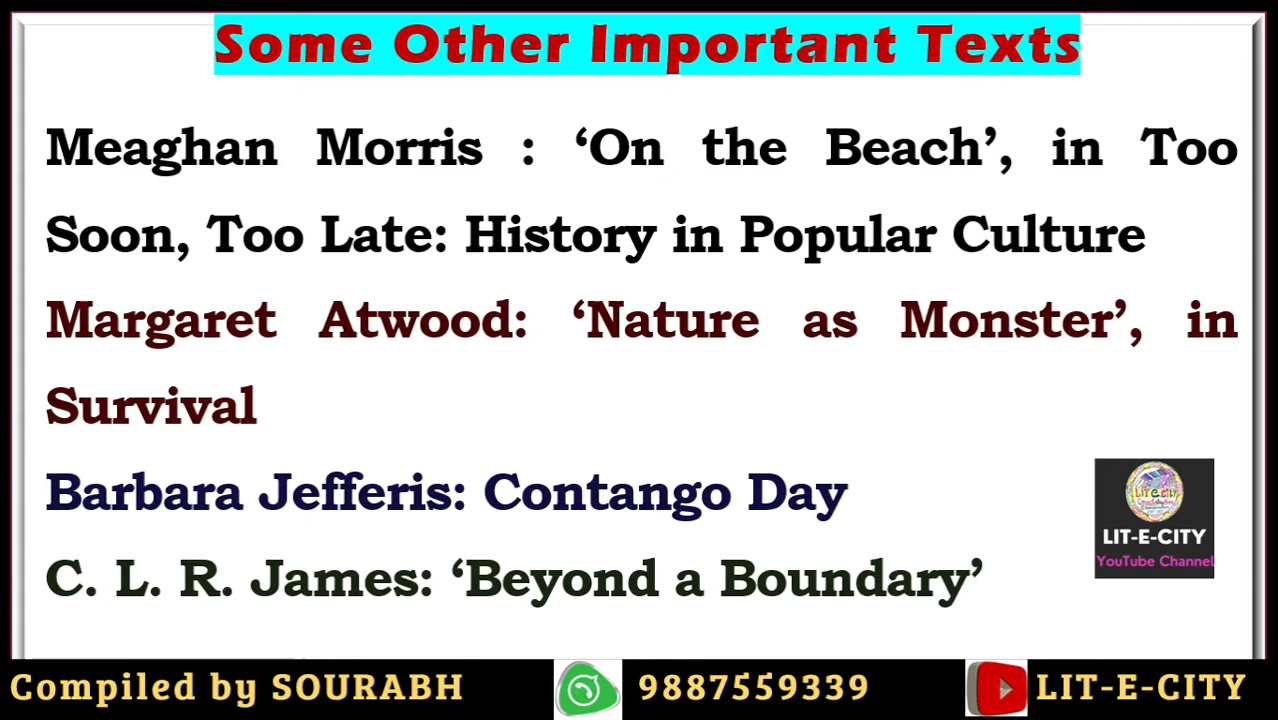 Some Other Important Texts
Meaghan Morris : ‘On the Beach’, in Too
Soon, Too Late: History in Popular Culture
Margaret Atwood: ‘Nature as Monster’, in
Survival
Barbara Jefferis: Contango Day
C. L. R. James: ‘Beyond a Boundary’
LIT-E-CITY
LIT-E-CITY
YouTube Channel
Compiled by SOURABH 9887559339 LIT-E-CITY